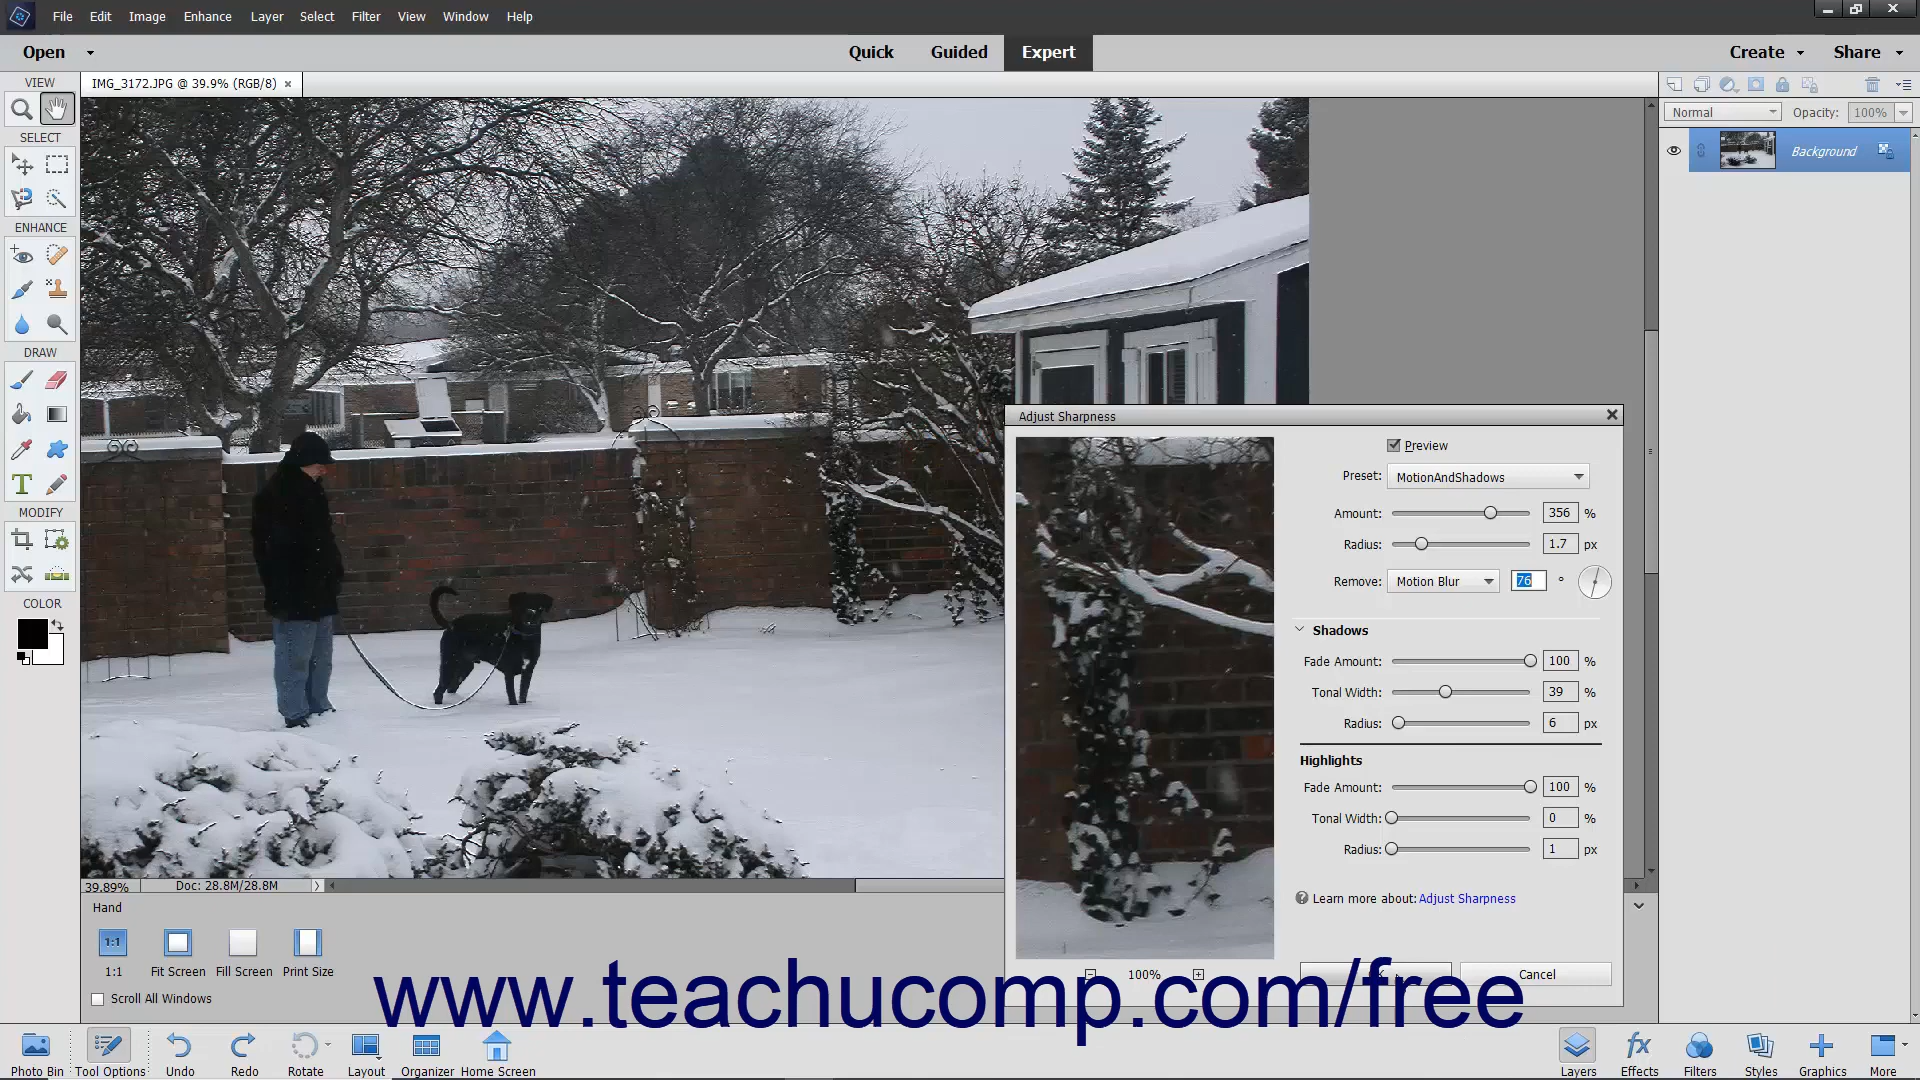 File Edit Image Enhance Layer Select Filter View Window Help
Open
Quick Guided Expert
Create Share
IMG_3172.JPG @ 39.9% (RGB/8)
VIEW
SELECT
ENHANCE
DRAW
MODIFY
COLOR
Normal Opacity: 100%
Background
Adjust Sharpness
Preview
Preset: MotionAndShadows
Amount: 356 %
Radius: 1.7 px
Remove: Motion Blur 76 °
Shadows
Fade Amount: 100 %
Tonal Width: 39 %
Radius: 6 px
Highlights
Fade Amount: 100 %
Tonal Width: 0 %
Radius: 1 px
Learn more about: Adjust Sharpness
100%
Cancel
39.89% Doc: 28.8M/28.8M
Hand
1:1
1:1 Fit Screen Fill Screen Print Size
Scroll All Windows
www.teachucomp.com/free
Photo Bin Tool Options Undo Redo Rotate Layout Organizer Home Screen
fx
Layers Effects Filters Styles Graphics More